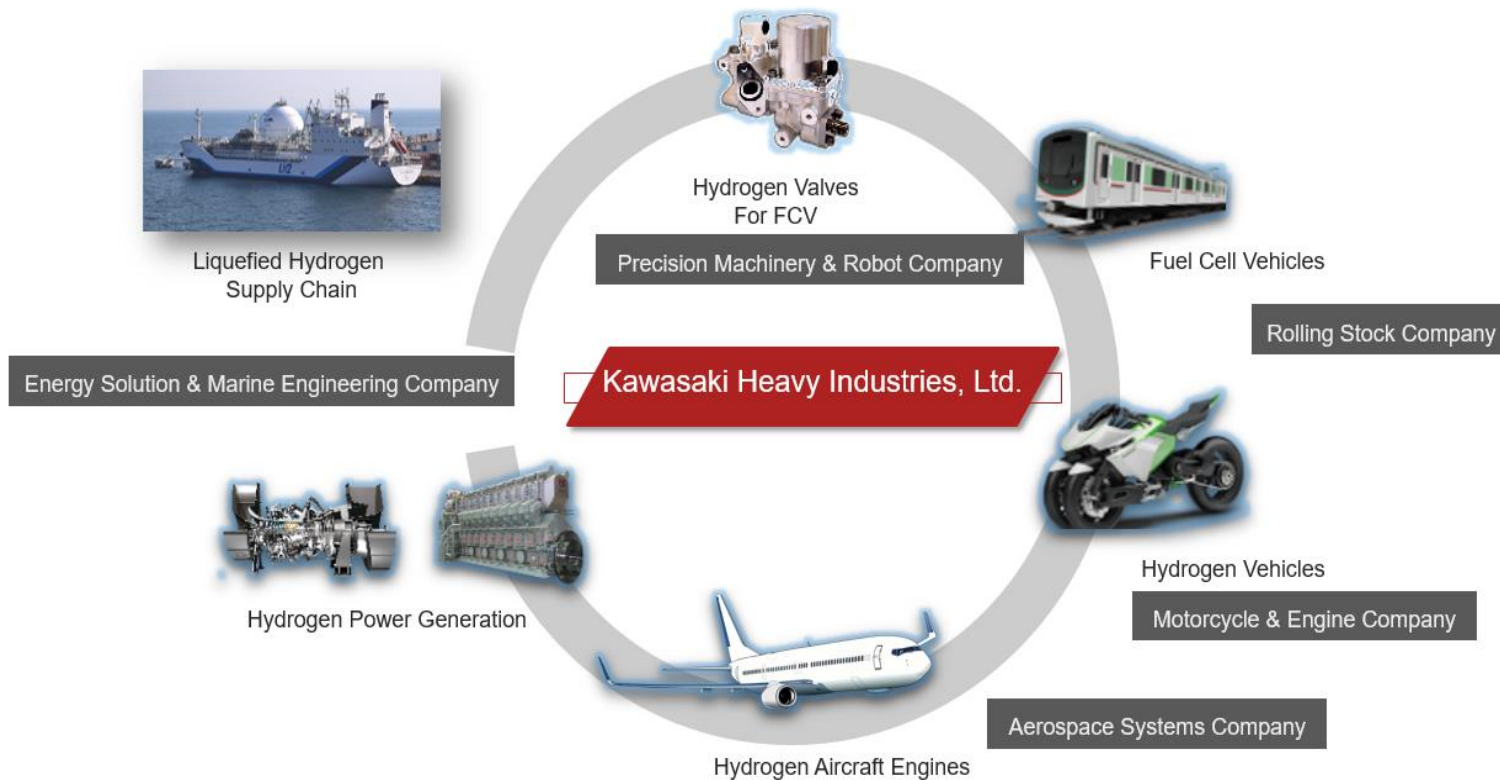 Hydrogen Valves
For FCV
Precision Machinery & Robot Company
Liquefied Hydrogen
Supply Chain
Fuel Cell Vehicles
Rolling Stock Company
Energy Solution & Marine Engineering Company
Kawasaki Heavy Industries, Ltd.
Hydrogen Vehicles
Motorcycle & Engine Company
Hydrogen Power Generation
Aerospace Systems Company
Hydrogen Aircraft Engines